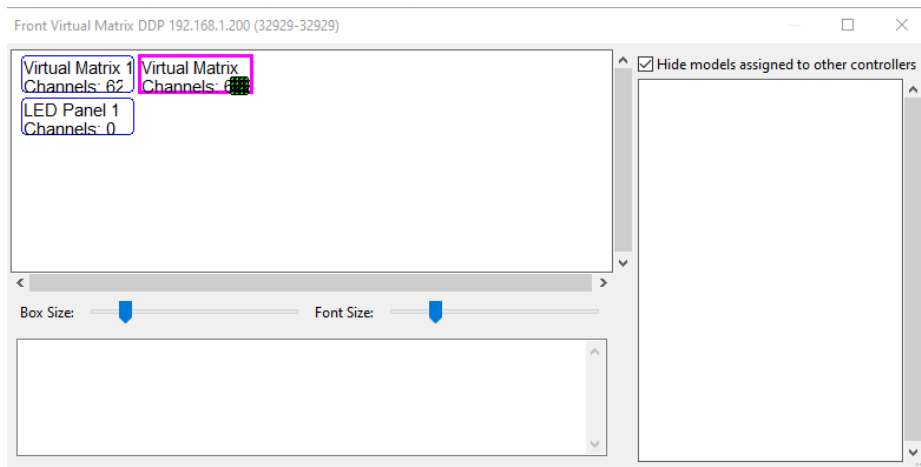 Front Virtual Matrix DDP 192.168.1.200 (32929-32929)
Virtual Matrix 1
Channels: 62
Virtual Matrix
Channels:
LED Panel 1
Channels: 0
Hide models assigned to other controllers
Box Size:
Font Size: